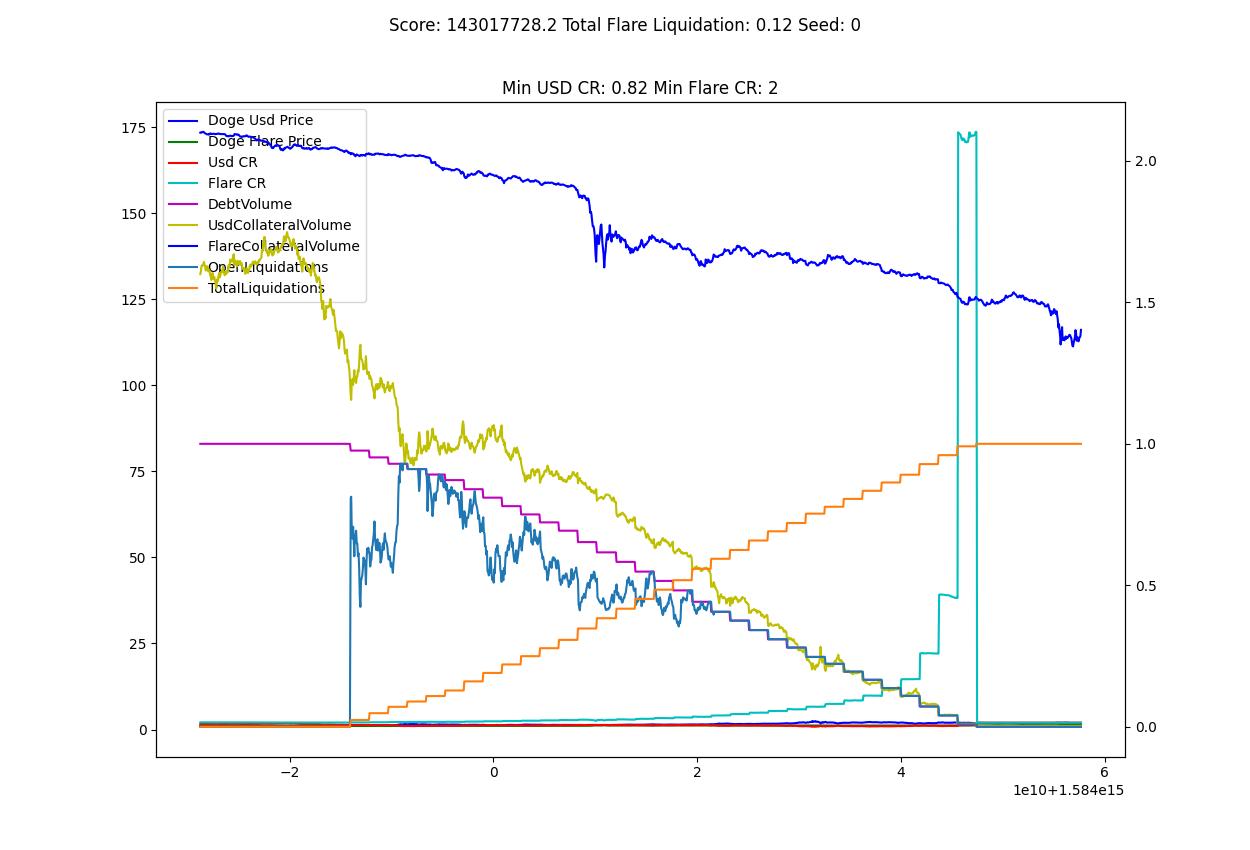 Score: 143017728.2 Total Flare Liquidation: 0.12 Seed: 0
Min USD CR: 0.82 Min Flare CR: 2
Doge Usd Price
Doge Flare Price
Usd CR
Flare CR
DebtVolume
UsdCollateralVolume
FlareCollateralVolume
OpenLiquidations
TotalLiquidations
175
150
125
100
75
50
25
0
2.0
1.5
1.0
0.5
0.0
−2
0
2
4
6
1e10+1.584e15